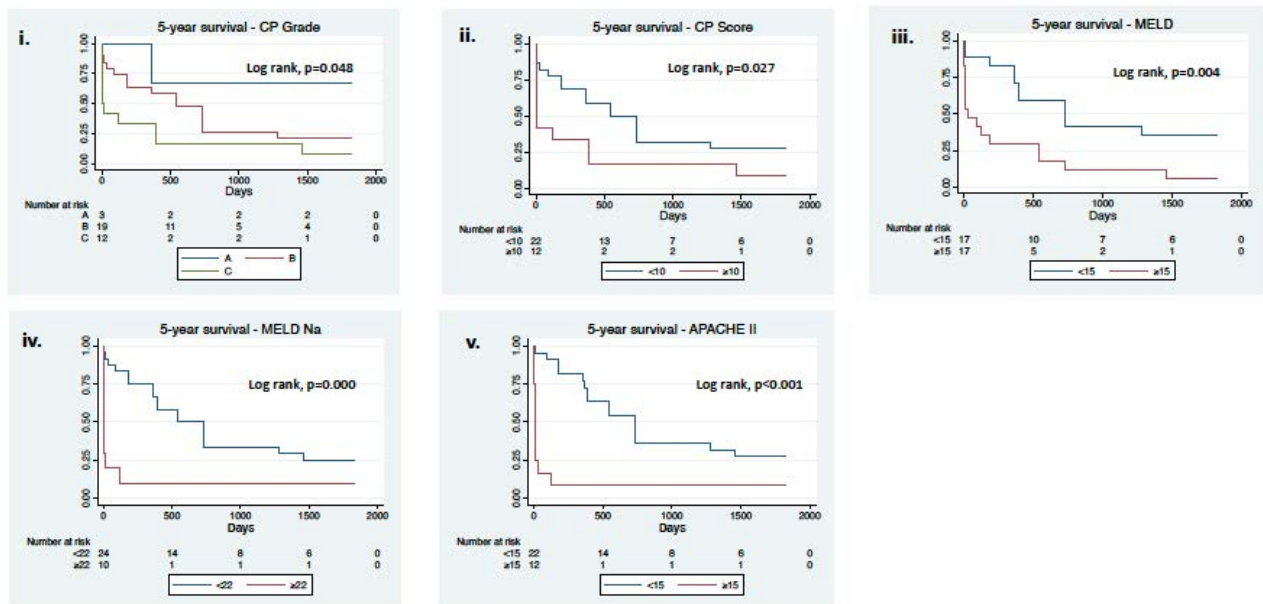 i.
5-year survival - CP Grade
Log rank, p=0.048
1.00
0.75
0.50
0.25
0.00
0 500 1000 1500 2000
Days
Number at risk
A 3 2 2 2 0
B 19 11 5 4 0
C 12 2 2 1 0
A B
C
ii.
5-year survival - CP Score
Log rank, p=0.027
1.00
0.75
0.50
0.25
0.00
0 500 1000 1500 2000
Days
Number at risk
<10 22 13 7 6 0
≥10 12 2 2 1 0
<10 ≥10
iii.
5-year survival - MELD
Log rank, p=0.004
1.00
0.75
0.50
0.25
0.00
0 500 1000 1500 2000
Days
Number at risk
<15 17 10 7 6 0
≥15 17 5 2 1 0
<15 ≥15
iv.
5-year survival - MELD Na
Log rank, p=0.000
1.00
0.75
0.50
0.25
0.00
0 500 1000 1500 2000
Days
Number at risk
<22 24 14 8 6 0
≥22 10 1 1 1 0
<22 ≥22
v.
5-year survival - APACHE II
Log rank, p<0.001
1.00
0.75
0.50
0.25
0.00
0 500 1000 1500 2000
Days
Number at risk
<15 22 14 8 6 0
≥15 12 1 1 1 0
<15 ≥15